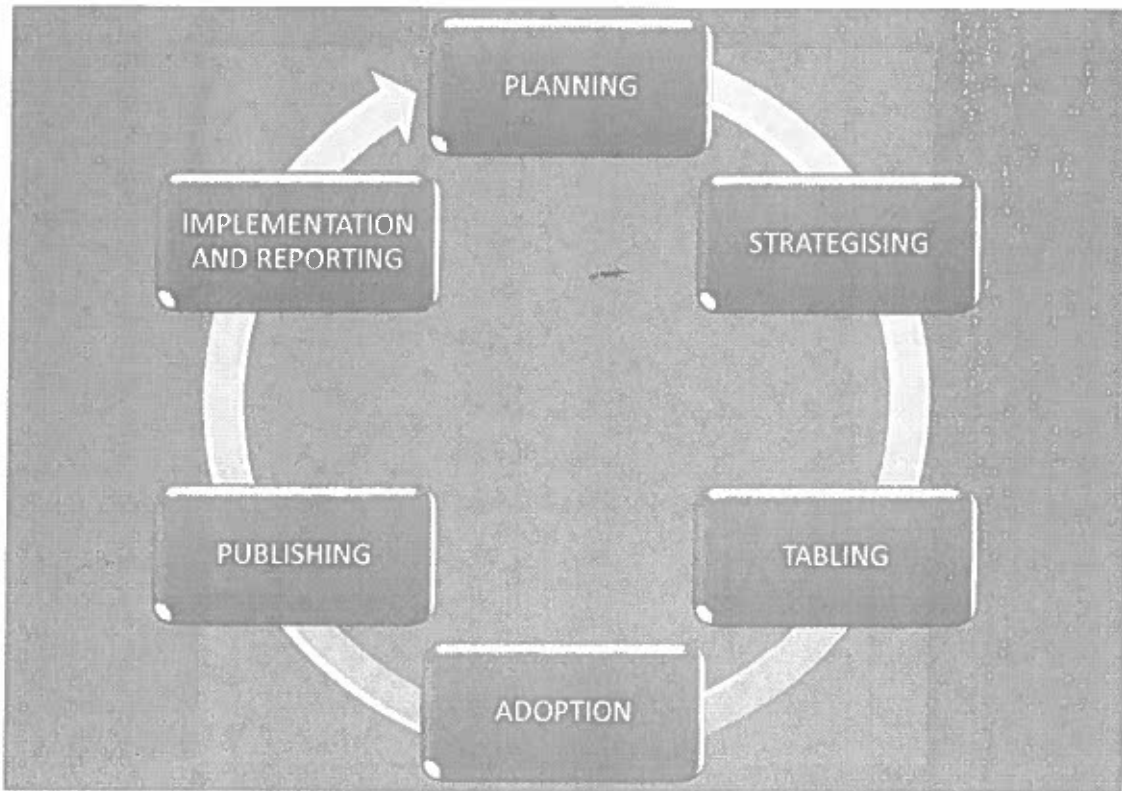 PLANNING
STRATEGISING
TABLING
ADOPTION
PUBLISHING
IMPLEMENTATION
AND REPORTING